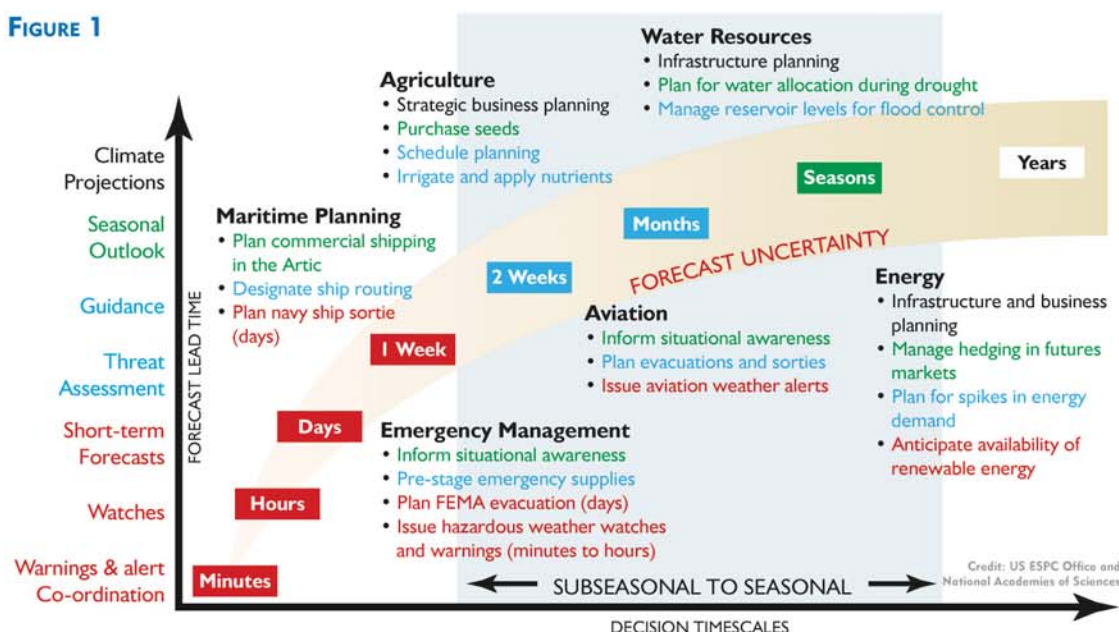 FIGURE 1
Water Resources
• Infrastructure planning
• Plan for water allocation during drought
• Manage reservoir levels for flood control
Agriculture
• Strategic business planning
• Purchase seeds
• Schedule planning
• Irrigate and apply nutrients
Maritime Planning
• Plan commercial shipping
in the Artic
• Designate ship routing
• Plan navy ship sortie
(days)
Climate
Projections
Seasonal
Outlook
Guidance
Threat
Assessment
Short-term
Forecasts
Watches
Warnings & alert
Co-ordination
FORECAST LEAD TIME
Minutes
Hours
Days
1 Week
2 Weeks
Months
Seasons
Years
FORECAST UNCERTAINTY
Aviation
• Inform situational awareness
• Plan evacuations and sorties
• Issue aviation weather alerts
Energy
• Infrastructure and business
planning
• Manage hedging in futures
markets
• Plan for spikes in energy
demand
• Anticipate availability of
renewable energy
Emergency Management
• Inform situational awareness
• Pre-stage emergency supplies
• Plan FEMA evacuation (days)
• Issue hazardous weather watches
and warnings (minutes to hours)
SUBSEASONAL TO SEASONAL
Credit: US ESPC Office and
National Academies of Sciences
DECISION TIMESCALES